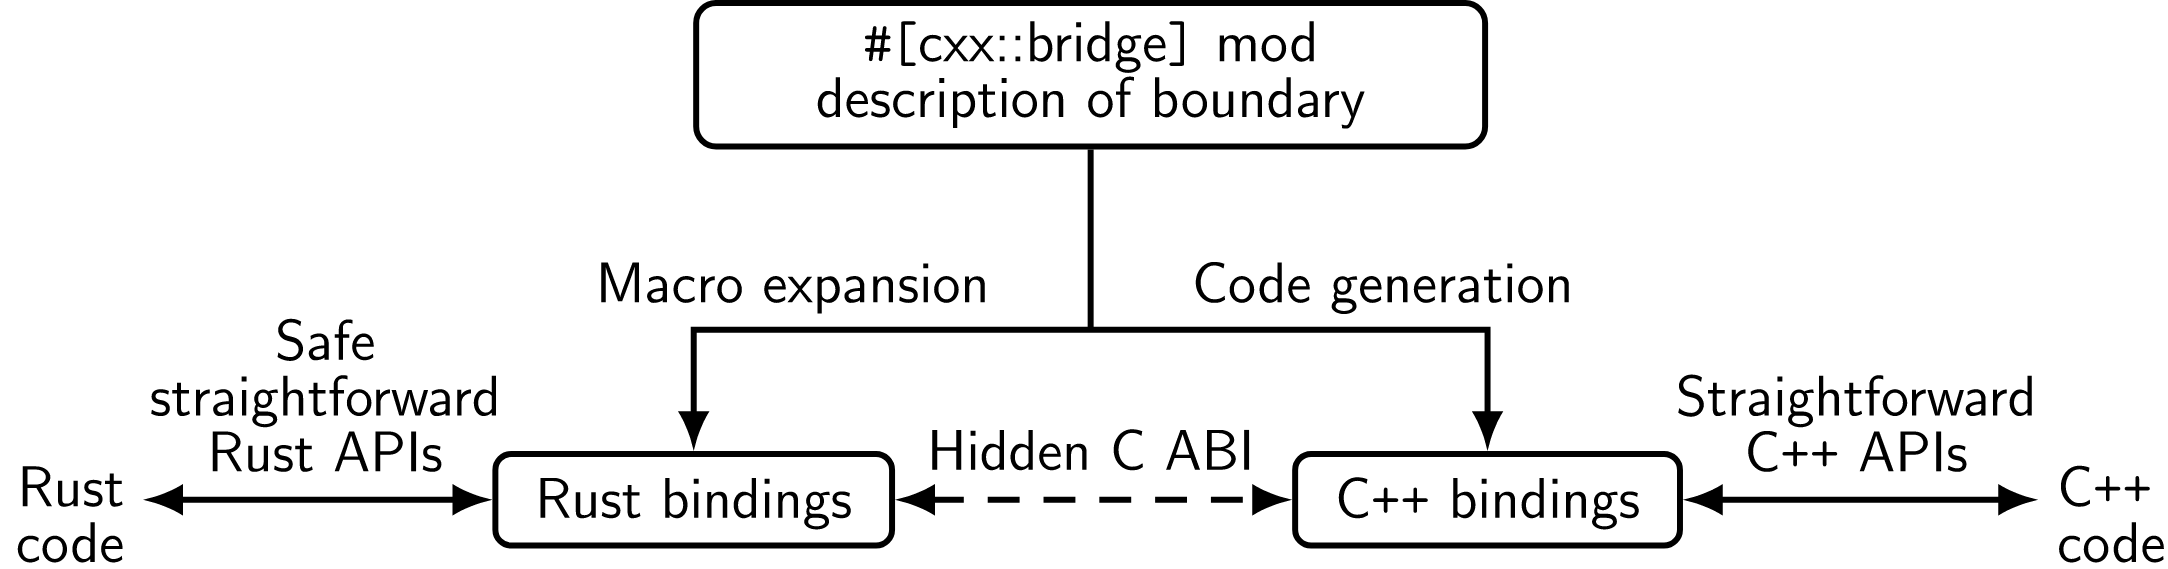 #[cxx::bridge] mod
description of boundary
Macro expansion
Code generation
Safe
straightforward
Rust APIs
Straightforward
C++ APIs
Hidden C ABI
Rust
code
Rust bindings
C++ bindings
C++
code